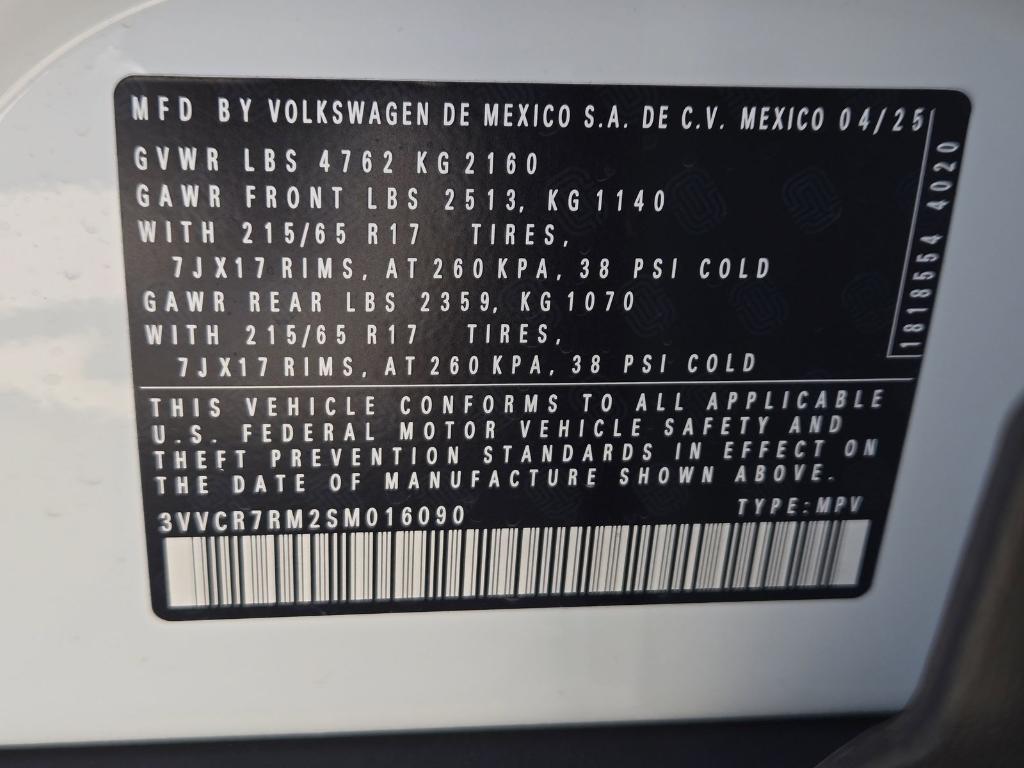 MFD BY VOLKSWAGEN DE MEXICO S.A. DE C.V. MEXICO 04/25
GVWR LBS 4762 KG 2160
GAWR FRONT LBS 2513, KG 1140
WITH 215/65 R17 TIRES,
7JX17 RIMS, AT 260 KPA, 38 PSI COLD
GAWR REAR LBS 2359, KG 1070
WITH 215/65 R17 TIRES,
7JX17 RIMS, AT 260 KPA, 38 PSI COLD
1818554 4020
THIS VEHICLE CONFORMS TO ALL APPLICABLE
U.S. FEDERAL MOTOR VEHICLE SAFETY AND
THEFT PREVENTION STANDARDS IN EFFECT ON
THE DATE OF MANUFACTURE SHOWN ABOVE.
3VVCR7RM2SM016090 TYPE: MPV